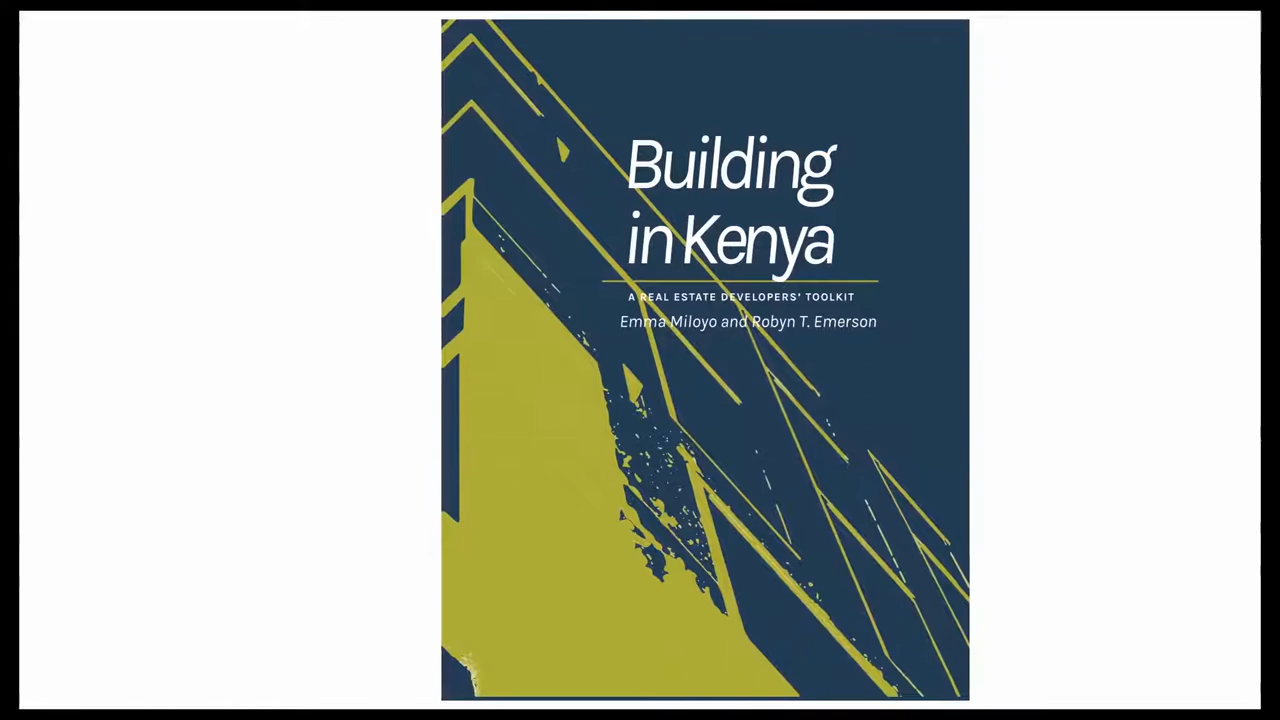 Building
in Kenya
A REAL ESTATE DEVELOPERS' TOOLKIT
Emma Miloyo and Robyn T. Emerson